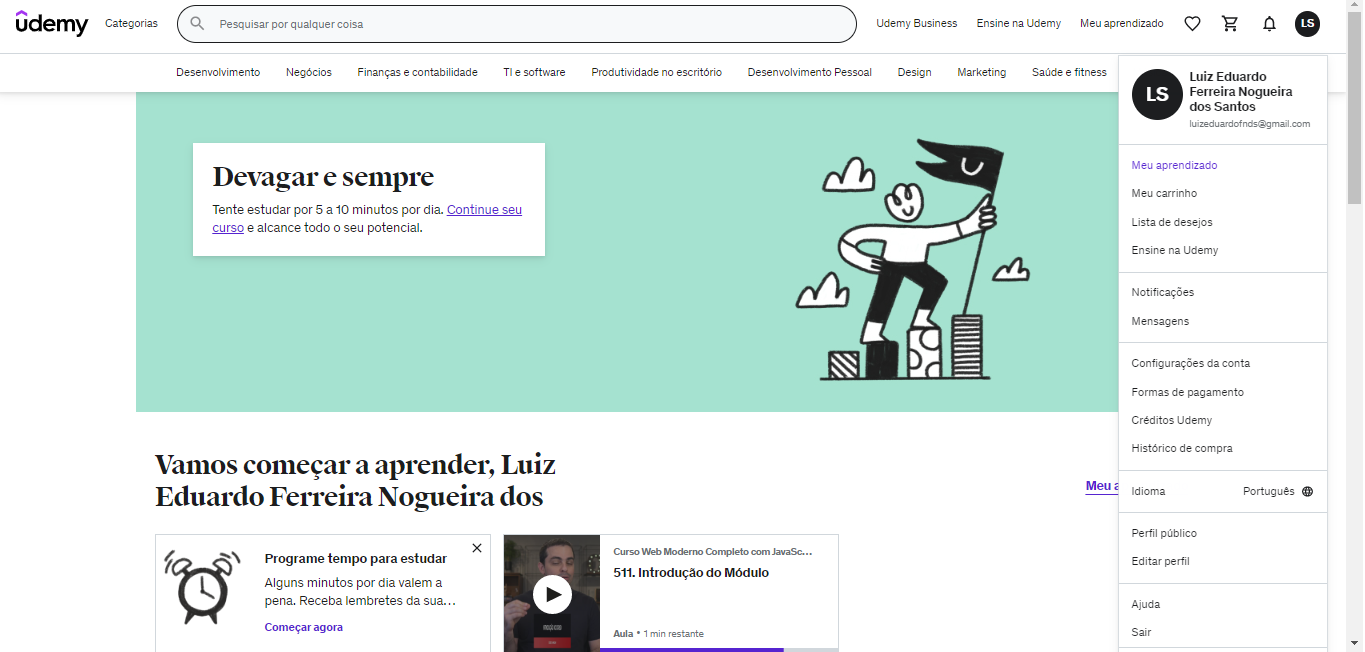 udemy
Categorias
Pesquisar por qualquer coisa
Udemy Business
Ensine na Udemy
Meu aprendizado
LS
Desenvolvimento
Negócios
Finanças e contabilidade
TI e software
Produtividade no escritório
Desenvolvimento Pessoal
Design
Marketing
Saúde e fitness
Devagar e sempre
Tente estudar por 5 a 10 minutos por dia. Continue seu
curso e alcance todo o seu potencial.
LS
Luiz Eduardo
Ferreira Nogueira
dos Santos
luizeduardofnds@gmail.com
Meu aprendizado
Meu carrinho
Lista de desejos
Ensine na Udemy
Notificações
Mensagens
Configurações da conta
Formas de pagamento
Créditos Udemy
Histórico de compra
Idioma
Português
Perfil público
Editar perfil
Ajuda
Sair
Vamos começar a aprender, Luiz
Eduardo Ferreira Nogueira dos
Meu a
Programe tempo para estudar
Alguns minutos por dia valem a
pena. Receba lembretes da sua…
Começar agora
Curso Web Moderno Completo com JavaSc…
511. Introdução do Módulo
Aula • 1 min restante